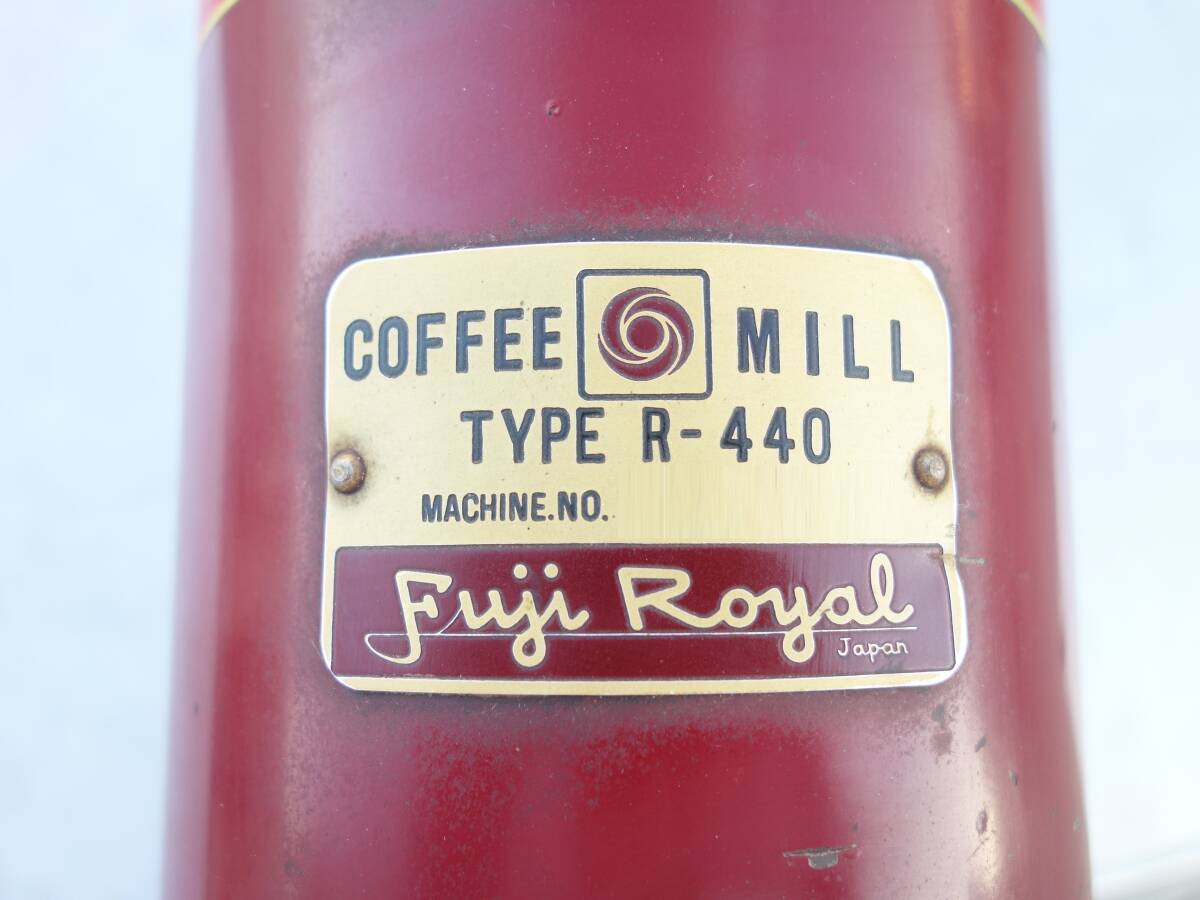 COFFEE MILL
TYPE R-440
MACHINE.NO.
Fuji Royal
Japan